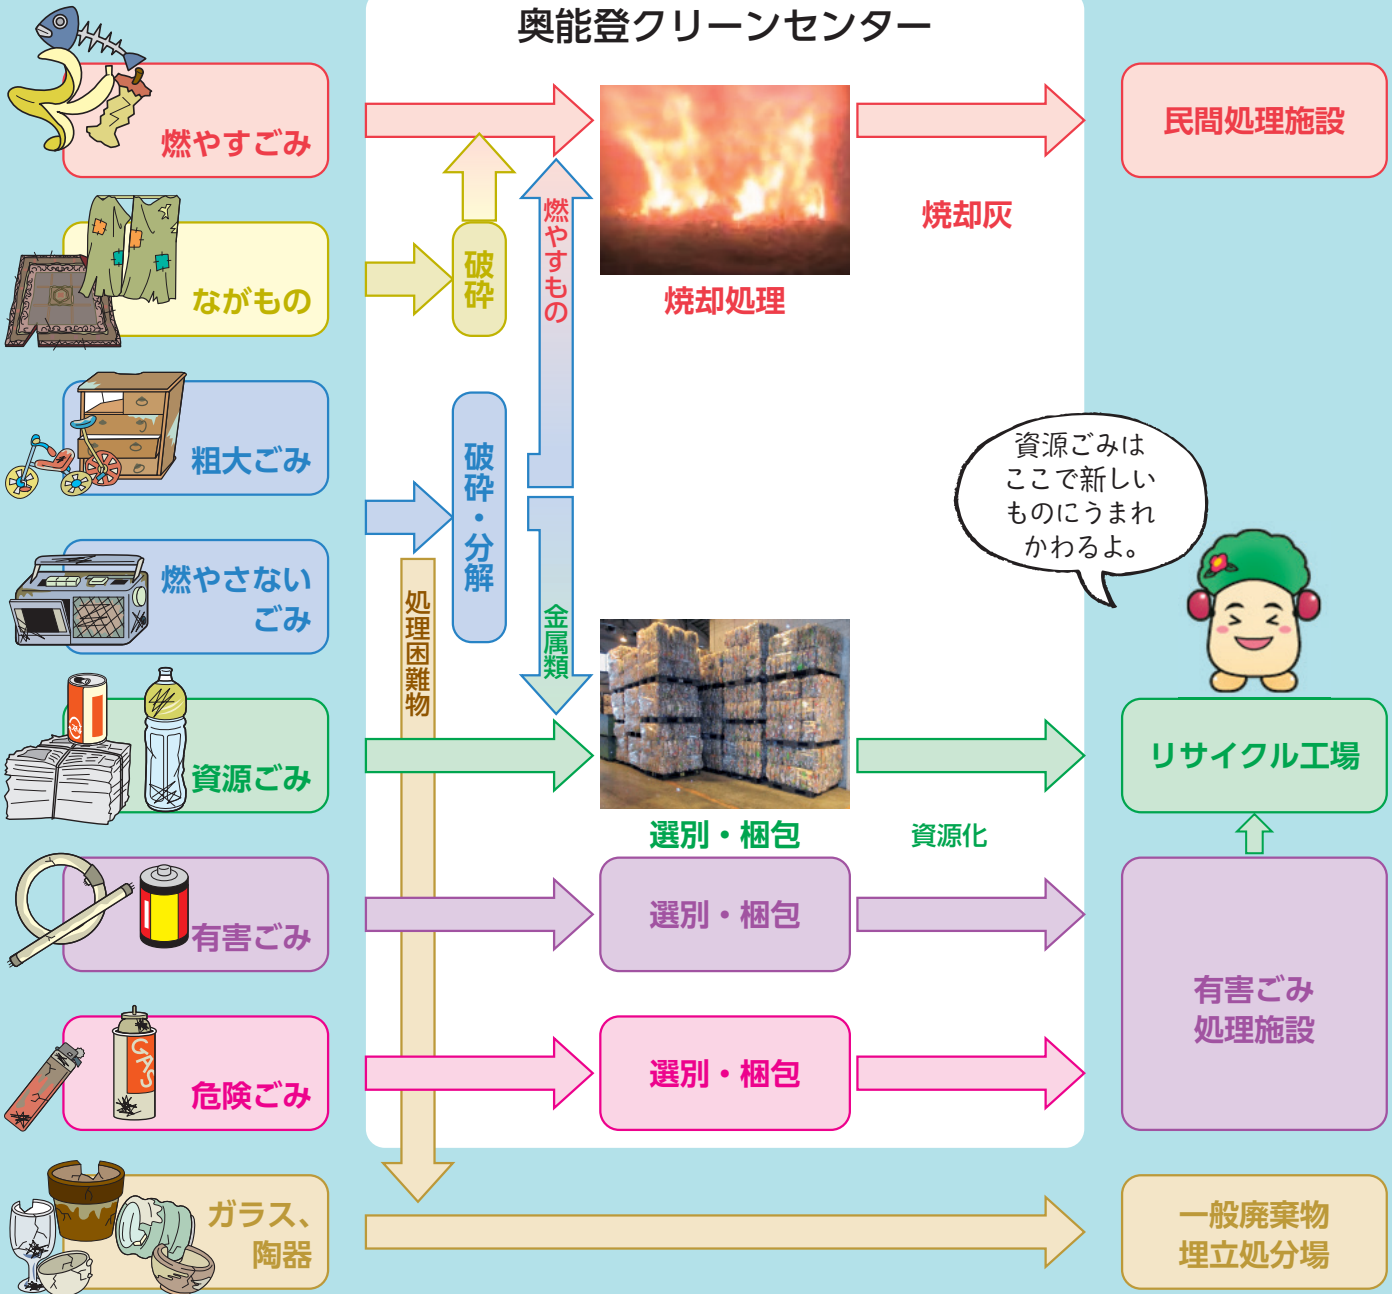 奥能登クリーンセンター
燃やすごみ
民間処理施設
焼却灰
焼却処理
燃やすもの
ながもの
破砕
粗大ごみ
破砕・分解
燃やさない
ごみ
処理困難物
金属類
資源ごみは
ここで新しい
ものにうまれ
かわるよ。
資源ごみ
選別・梱包
資源化
リサイクル工場
有害ごみ
選別・梱包
有害ごみ
処理施設
GAS
危険ごみ
選別・梱包
ガラス、
陶器
一般廃棄物
埋立処分場